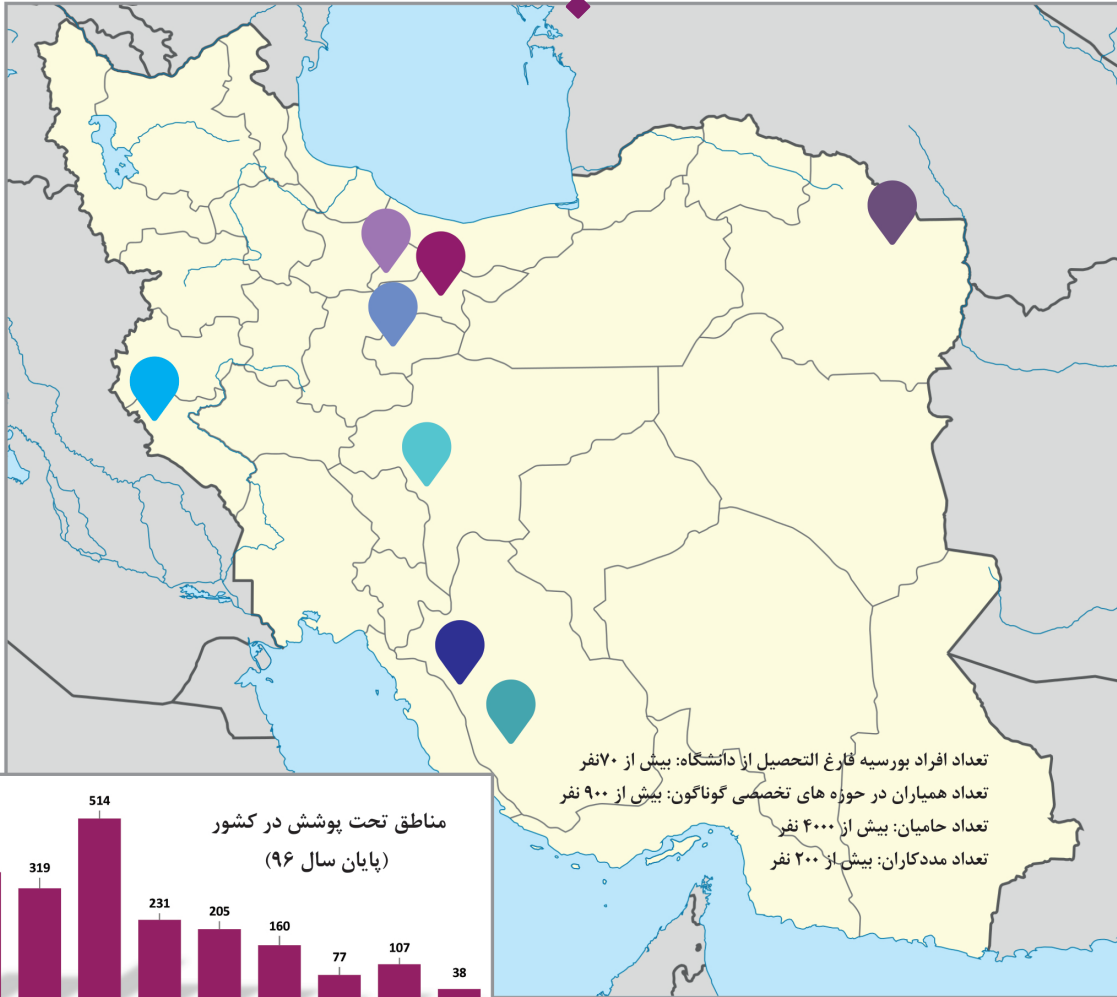 تعداد افراد بورسیه فارغ التحصیل از دانشگاه: بیش از ۷۰نفر
تعداد همیاران در حوزه های تخصصی گوناگون: بیش از ۹۰۰ نفر
تعداد حامیان: بیش از ۴۰۰۰ نفر
تعداد مددکاران: بیش از ۲۰۰ نفر
مناطق تحت پوشش در کشور
(پایان سال ۹۶)
319
514
231
205
160
77
107
38